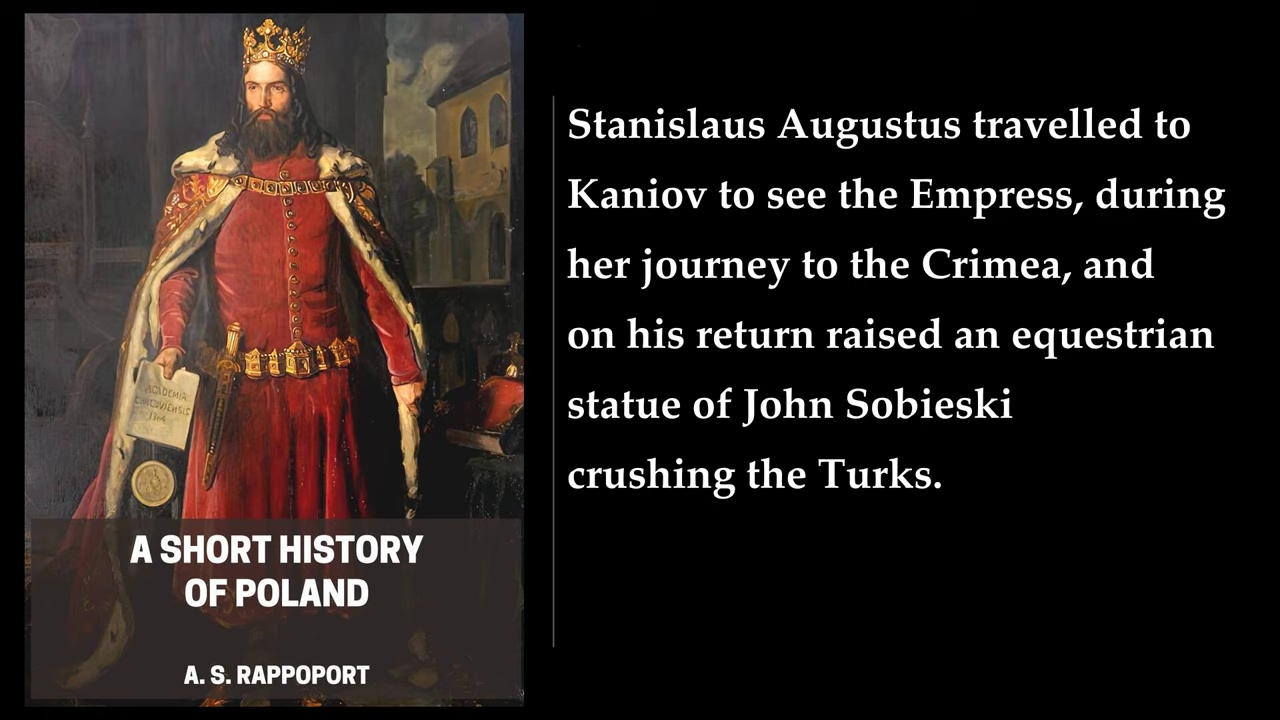 Stanislaus Augustus travelled to
Kaniov to see the Empress, during
her journey to the Crimea, and
on his return raised an equestrian
statue of John Sobieski
crushing the Turks.
ACADEMIA
A SHORT HISTORY
OF POLAND
A. S. RAPPOPORT